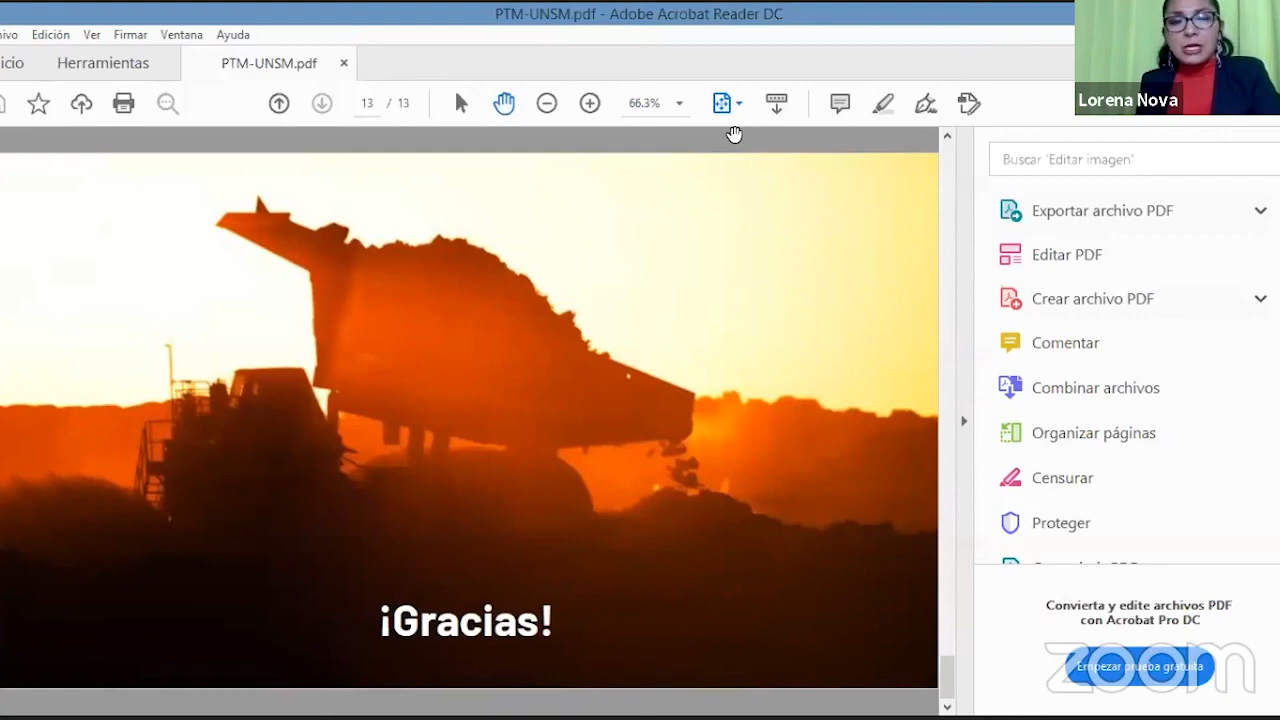 PTM-UNSM.pdf - Adobe Acrobat Reader DC
Edición Ver Firmar Ventana Ayuda
Herramientas PTM-UNSM.pdf ×
13 / 13
66.3%
Lorena Nova
Buscar 'Editar imagen'
Exportar archivo PDF
Editar PDF
Crear archivo PDF
Comentar
Combinar archivos
Organizar páginas
Censurar
Proteger
¡Gracias!
Convierta y edite archivos PDF
con Acrobat Pro DC
Empezar prueba gratuita
zoom